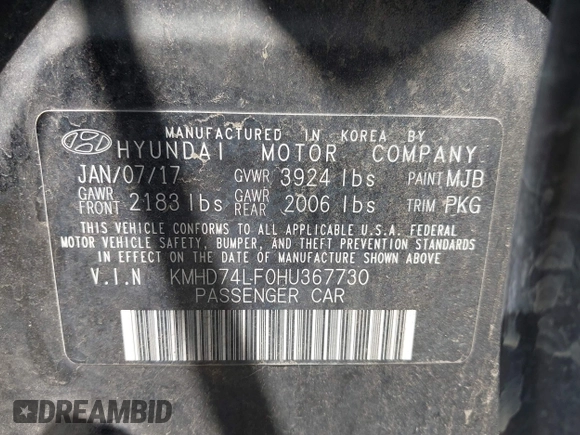 MANUFACTURED IN KOREA BY
HYUNDAI MOTOR COMPANY
JAN/07/17 GVWR 3924 lbs PAINT MJB
GAWR FRONT 2183 lbs GAWR REAR 2006 lbs TRIM PKG
THIS VEHICLE CONFORMS TO ALL APPLICABLE U.S.A. FEDERAL
MOTOR VEHICLE SAFETY, BUMPER, AND THEFT PREVENTION STANDARDS
IN EFFECT ON THE DATE OF MANUFACTURE SHOWN ABOVE
V.I.N KMHD74LF0HU367730
PASSENGER CAR
DREAMBID